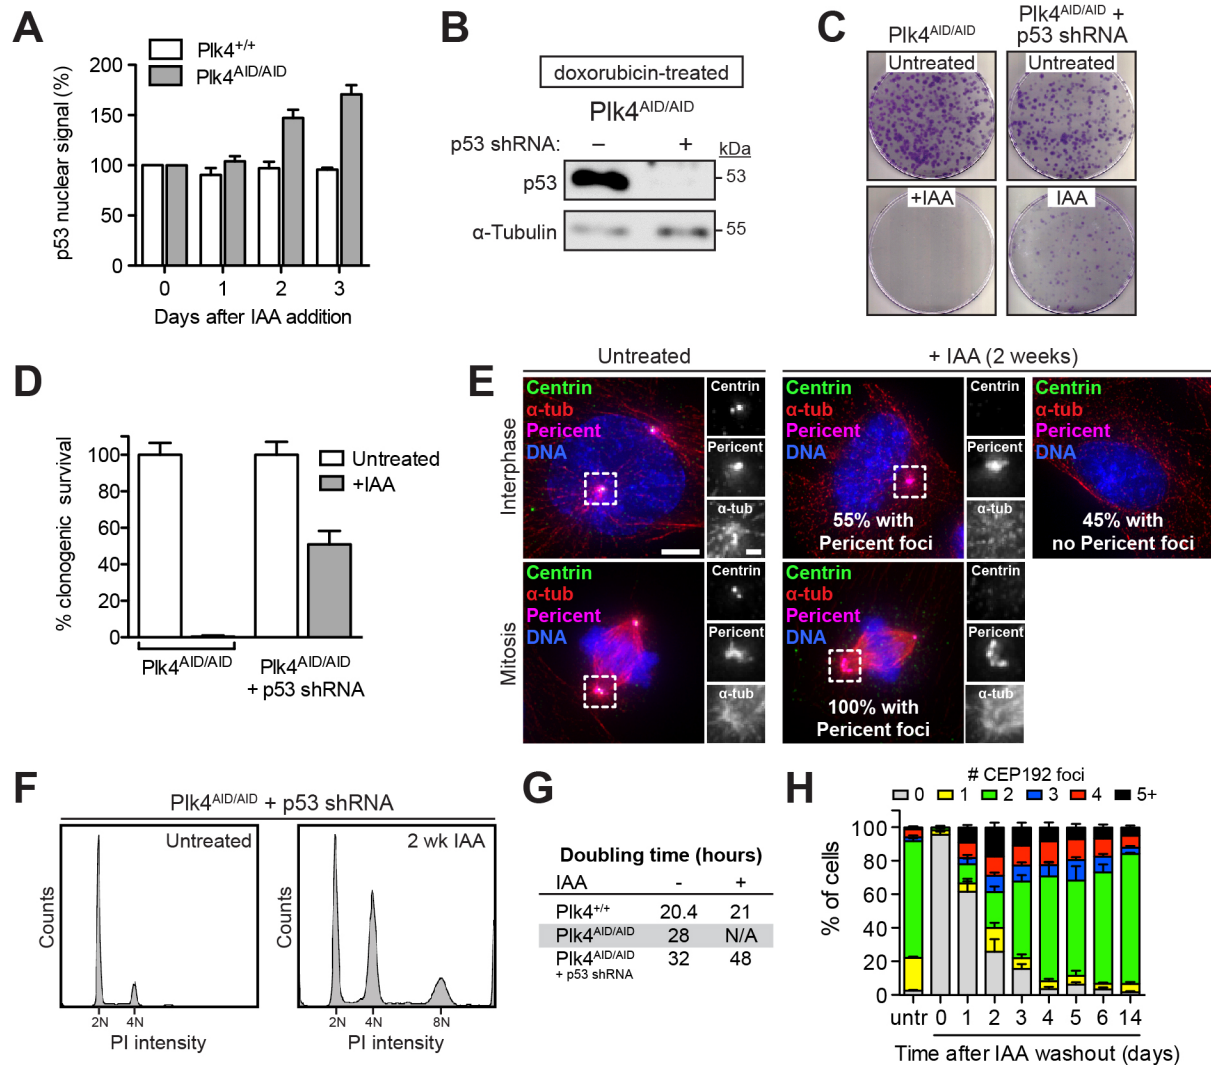 A
Plk4+/+
Plk4AID/AID
p53 nuclear signal (%)
200
150
100
50
0
0 1 2 3
Days after IAA addition
B
doxorubicin-treated
Plk4AID/AID
p53 shRNA: – + kDa
p53 53
α-Tubulin 55
C
Plk4AID/AID
Plk4AID/AID +
p53 shRNA
Untreated Untreated
+IAA IAA
D
% clonogenic survival
100
80
60
40
20
0
Untreated
+IAA
Plk4AID/AID
Plk4AID/AID
+ p53 shRNA
E
Untreated + IAA (2 weeks)
Interphase
Centrin
α-tub
Pericent
DNA
Centrin
Pericent
α-tub
Centrin
α-tub
Pericent
DNA
55% with
Pericent foci
Centrin
Pericent
α-tub
Centrin
α-tub
Pericent
DNA
45% with
no Pericent foci
Mitosis
Centrin
α-tub
Pericent
DNA
Centrin
Pericent
α-tub
Centrin
α-tub
Pericent
DNA
100% with
Pericent foci
Centrin
Pericent
α-tub
F
Plk4AID/AID + p53 shRNA
Untreated
Counts
2N 4N
PI intensity
2 wk IAA
Counts
2N 4N 8N
PI intensity
G
Doubling time (hours)
IAA - +
Plk4+/+ 20.4 21
Plk4AID/AID 28 N/A
Plk4AID/AID 32 48
+ p53 shRNA
H
# CEP192 foci
0 1 2 3 4 5+
% of cells
100
80
60
40
20
0
untr 0 1 2 3 4 5 6 14
Time after IAA washout (days)